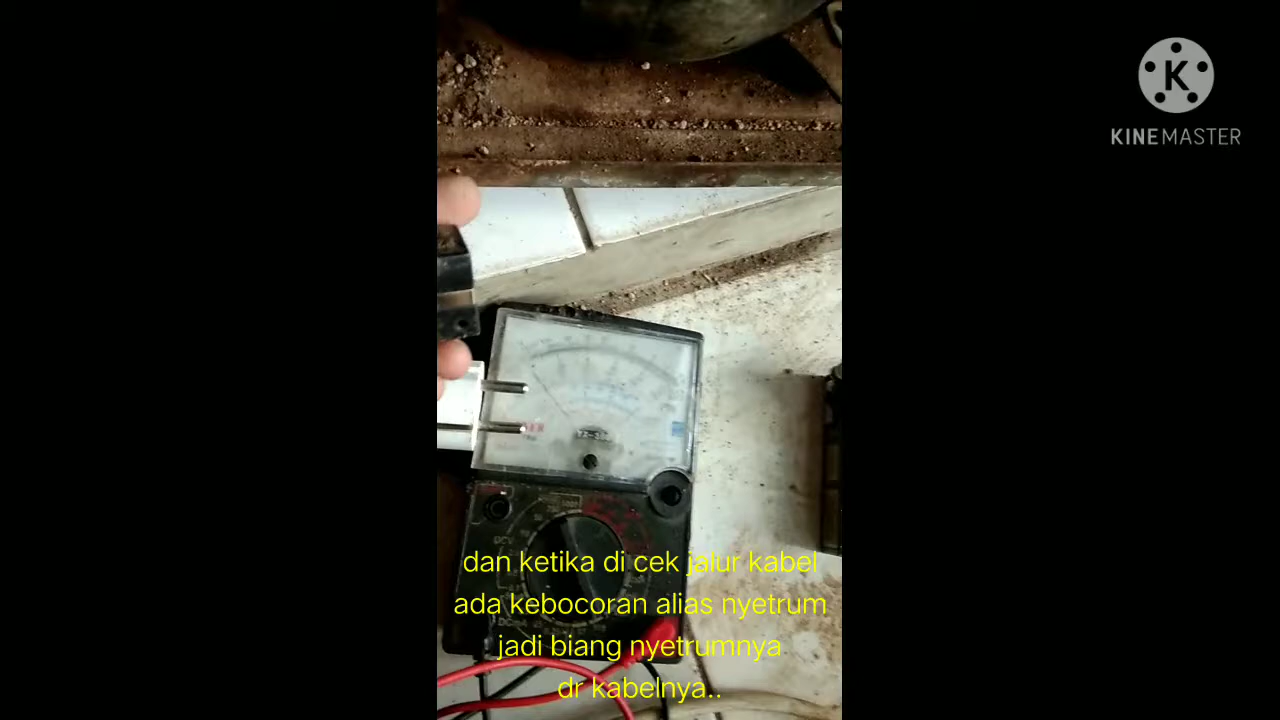 KINEMASTER
dan ketika di cek jalur kabel
ada kebocoran alias nyetrum
jadi biang nyetrumnya
dr kabelnya..